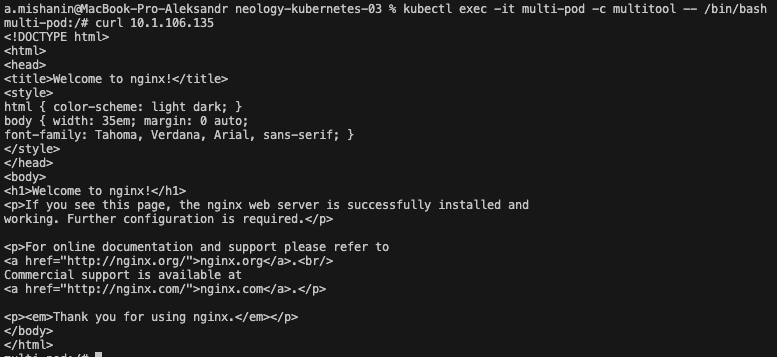 a.mishanin@MacBook-Pro-Aleksandr neology-kubernetes-03 % kubectl exec -it multi-pod -c multitool -- /bin/bash
multi-pod:/# curl 10.1.106.135
<!DOCTYPE html>
<html>
<head>
<title>Welcome to nginx!</title>
<style>
html { color-scheme: light dark; }
body { width: 35em; margin: 0 auto;
font-family: Tahoma, Verdana, Arial, sans-serif; }
</style>
</head>
<body>
<h1>Welcome to nginx!</h1>
<p>If you see this page, the nginx web server is successfully installed and
working. Further configuration is required.</p>

<p>For online documentation and support please refer to
<a href="http://nginx.org/">nginx.org</a>.<br/>
Commercial support is available at
<a href="http://nginx.com/">nginx.com</a>.</p>

<p><em>Thank you for using nginx.</em></p>
</body>
</html>
multi-pod:/#